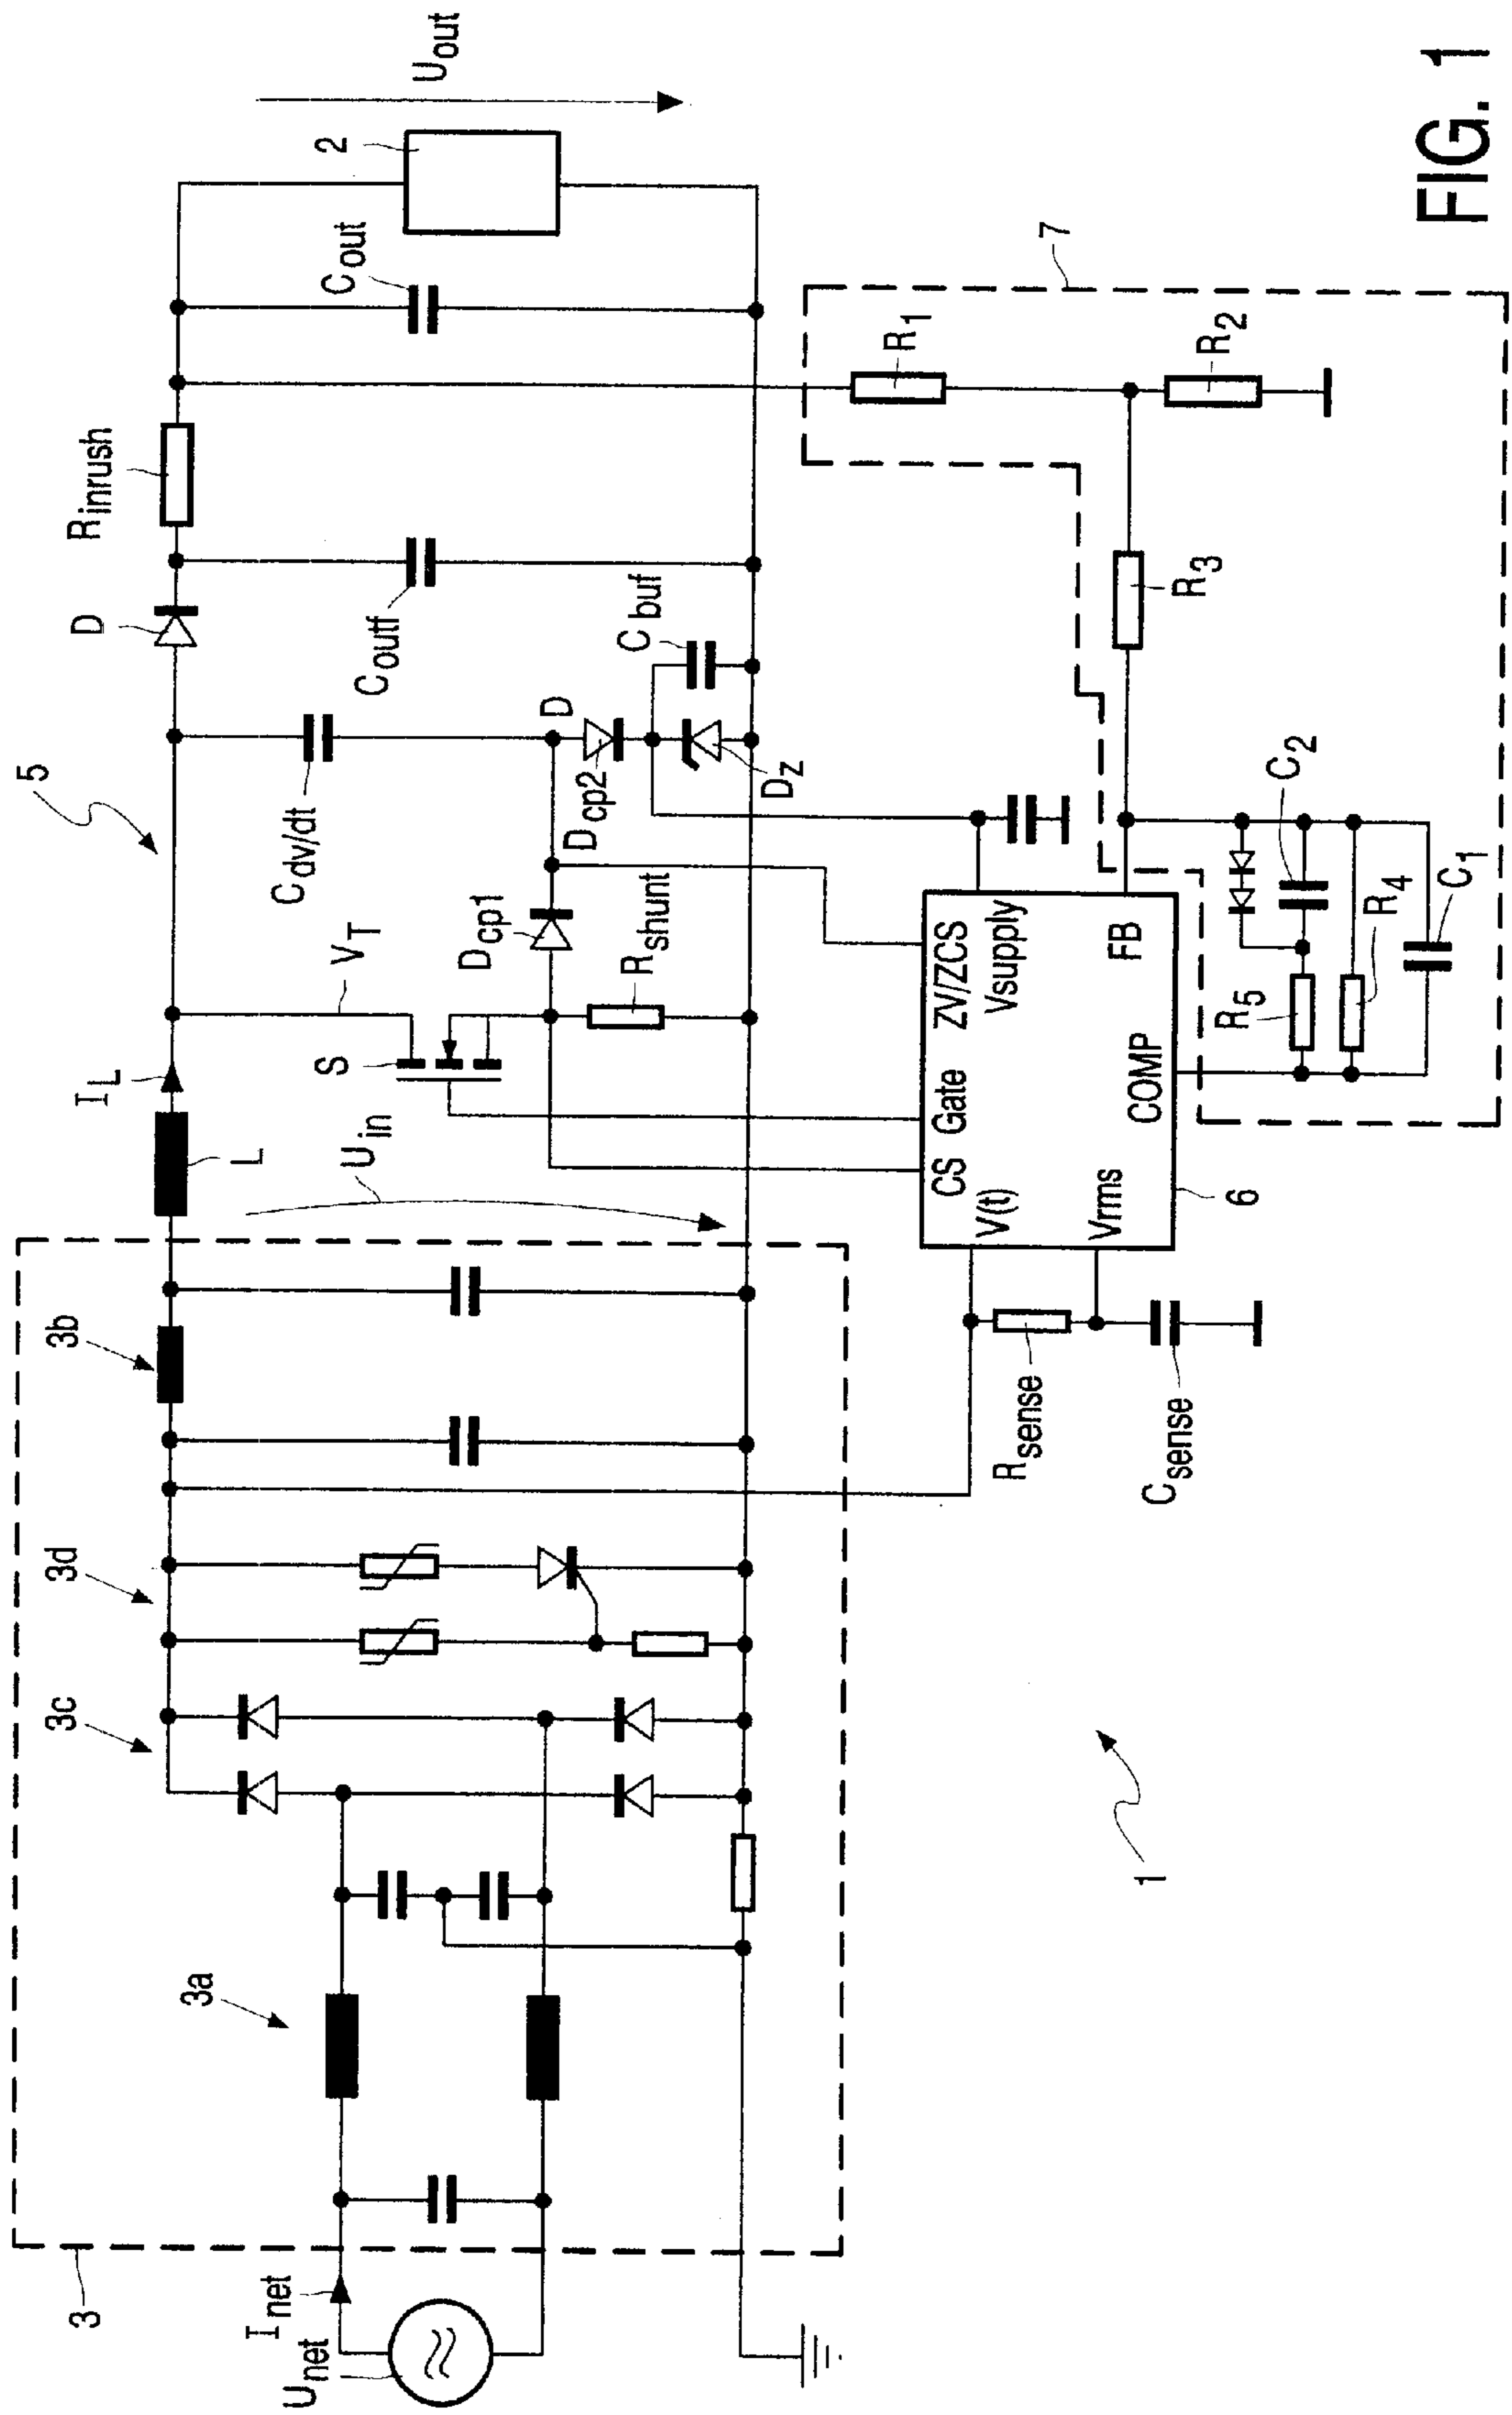 FIG. 1
1
2
3
3a
3c
3d
3b
5
6
7
Unet
Inet
Uin
L
IL
VT
S
Dcp1
Rshunt
Cdv/dt
D
Dcp2
DZ
Cbuf
D
Coutf
Rinrush
Cout
Uout
Rsense
Csense
V(t)
Vrms
CS
Gate
ZV/ZCS
Vsupply
FB
COMP
R1
R2
R3
R4
R5
C1
C2